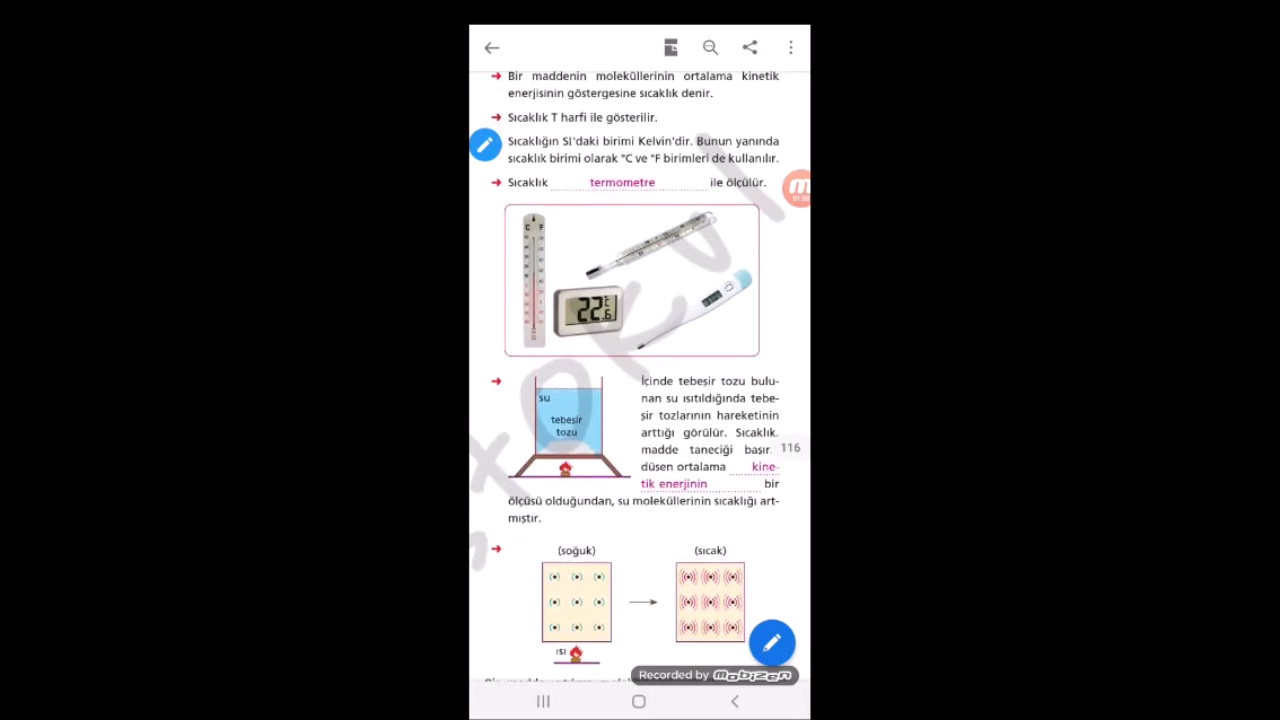 Bir maddenin moleküllerinin ortalama kinetik
enerjisinin göstergesine sıcaklık denir.
Sıcaklık T harfi ile gösterilir.
Sıcaklığın SI'daki birimi Kelvin'dir. Bunun yanında
sıcaklık birimi olarak °C ve °F birimleri de kullanılır.
Sıcaklık termometre ile ölçülür.
C F
22.6 °C
su
tebeşir
tozu
İçinde tebeşir tozu bulu-
nan su ısıtıldığında tebe-
şir tozlarının hareketinin
arttığı görülür. Sıcaklık,
madde taneciği başın
116
düşen ortalama kine-
tik enerjinin bir
ölçüsü olduğundan, su moleküllerinin sıcaklığı art-
mıştır.
(soğuk) (sıcak)
ısı
Recorded by mobizen